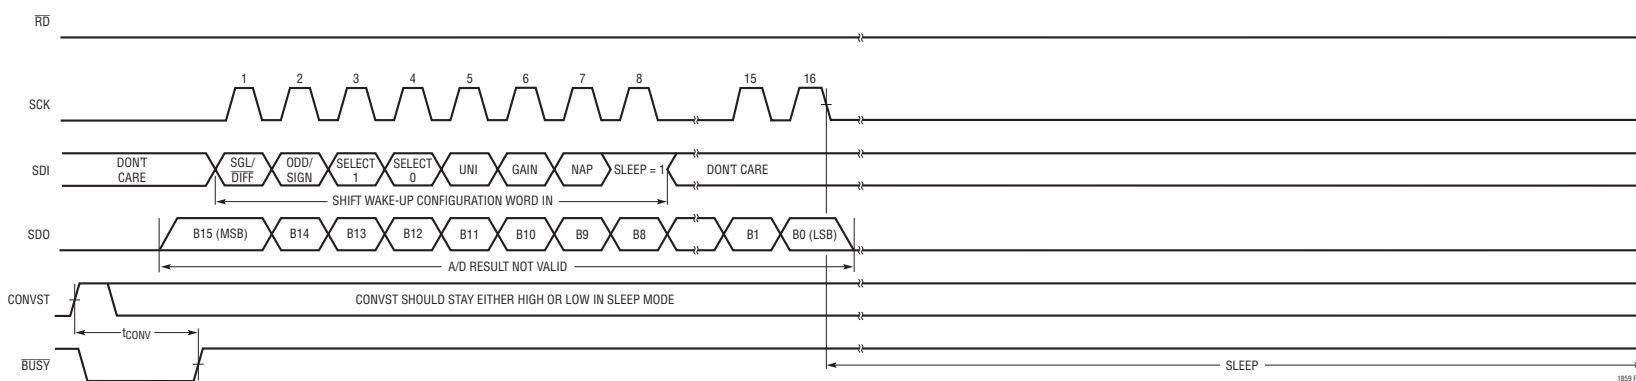 RD
1 2 3 4 5 6 7 8 15 16
SCK
SDI
DON'T
CARE
SGL/
DIFF
ODD/
SIGN
SELECT
1
SELECT
0
UNI
GAIN
NAP
SLEEP = 1
DON'T CARE
SHIFT WAKE-UP CONFIGURATION WORD IN
SDO
B15 (MSB) B14 B13 B12 B11 B10 B9 B8 B1 B0 (LSB)
A/D RESULT NOT VALID
CONVST
CONVST SHOULD STAY EITHER HIGH OR LOW IN SLEEP MODE
tCONV
BUSY
SLEEP
1859 F